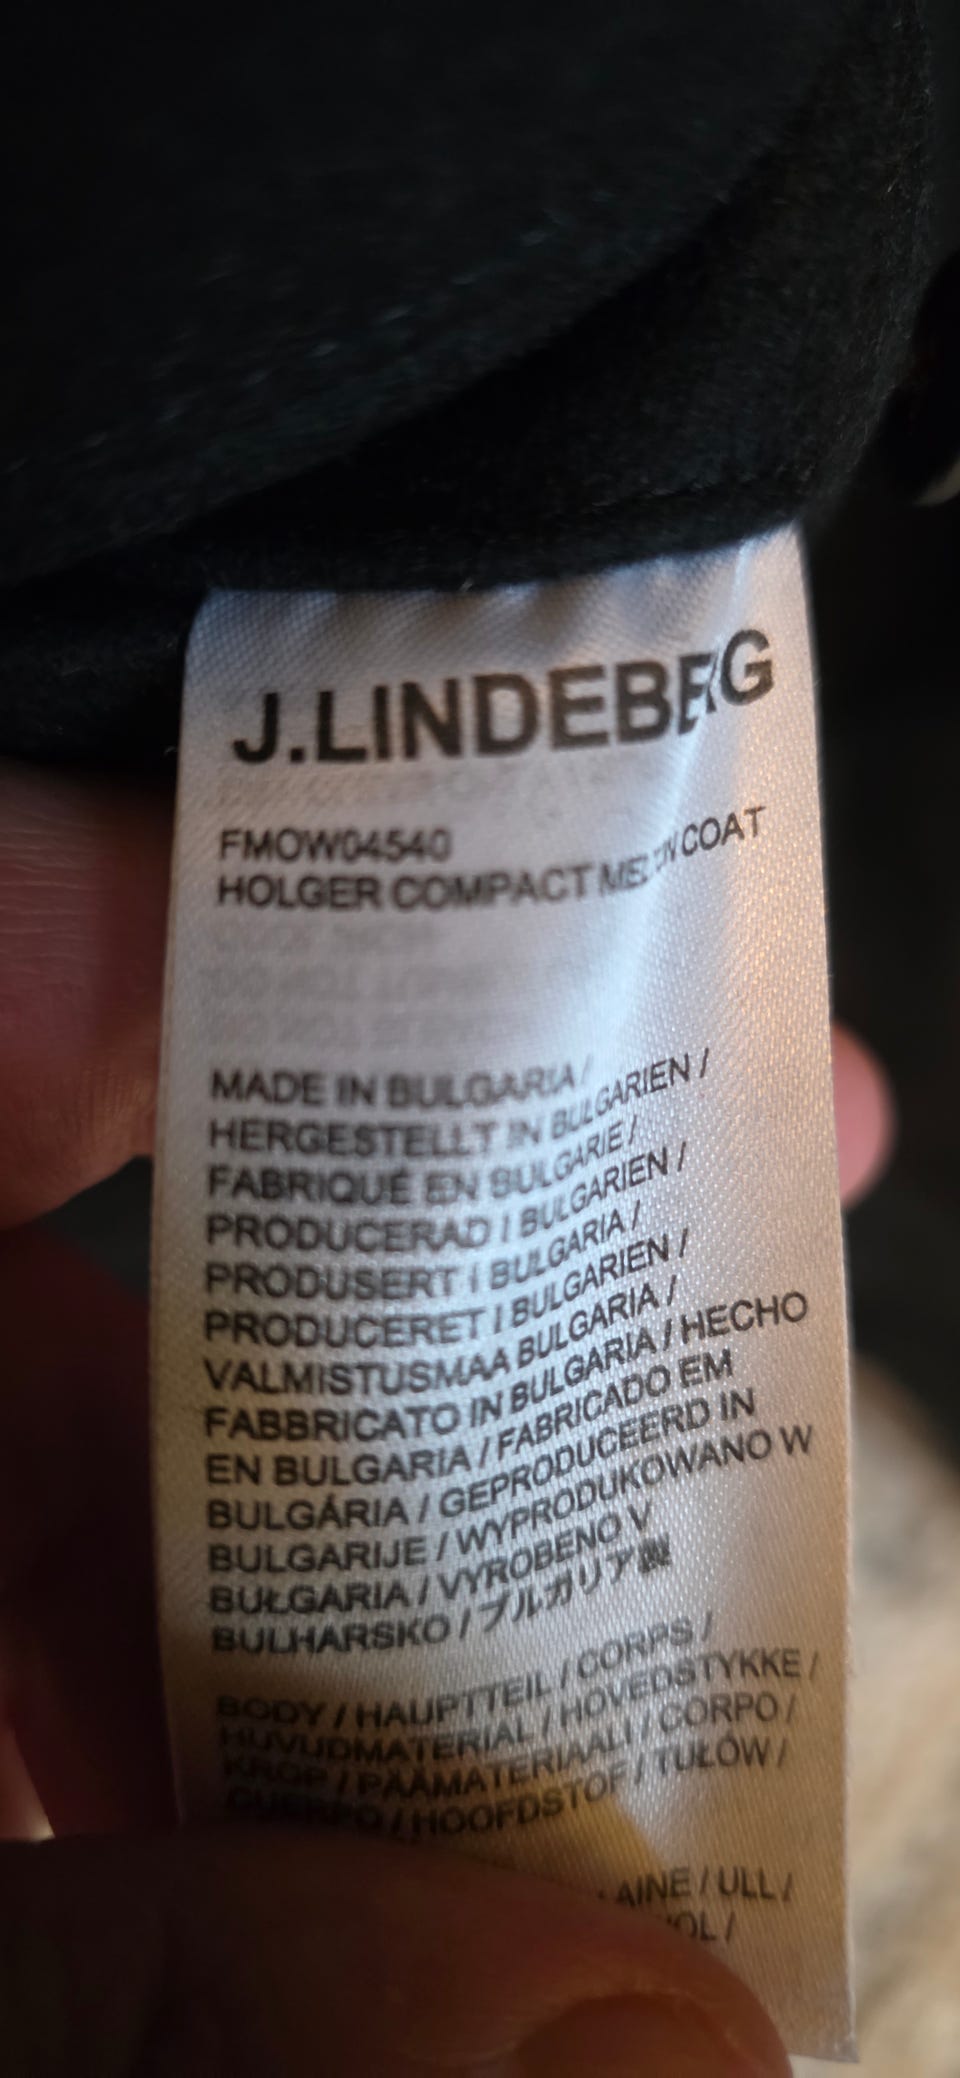 J.LINDEBERG
FMOW04540
HOLGER COMPACT MELTON COAT
MADE IN BULGARIA /
HERGESTELLT IN BULGARIEN /
FABRIQUÉ EN BULGARIE /
PRODUCERAD I BULGARIEN /
PRODUSERT I BULGARIA /
PRODUCERET I BULGARIEN /
VALMISTUSMAA BULGARIA /
FABBRICATO IN BULGARIA / HECHO
EN BULGARIA / FABRICADO EM
BULGÁRIA / GEPRODUCEERD IN
BULGARIJE / WYPRODUKOWANO W
BUŁGARIA / VYROBENO V
BULHARSKO / ブルガリア製
BODY / HAUPTTEIL / CORPS /
HUVUDMATERIAL / HOVEDSTYKKE /
KROP / PÄÄMATERIAALI / CORPO /
CUERPO / HOOFDSTOF / TUŁÓW /
AINE / ULL /
OL /